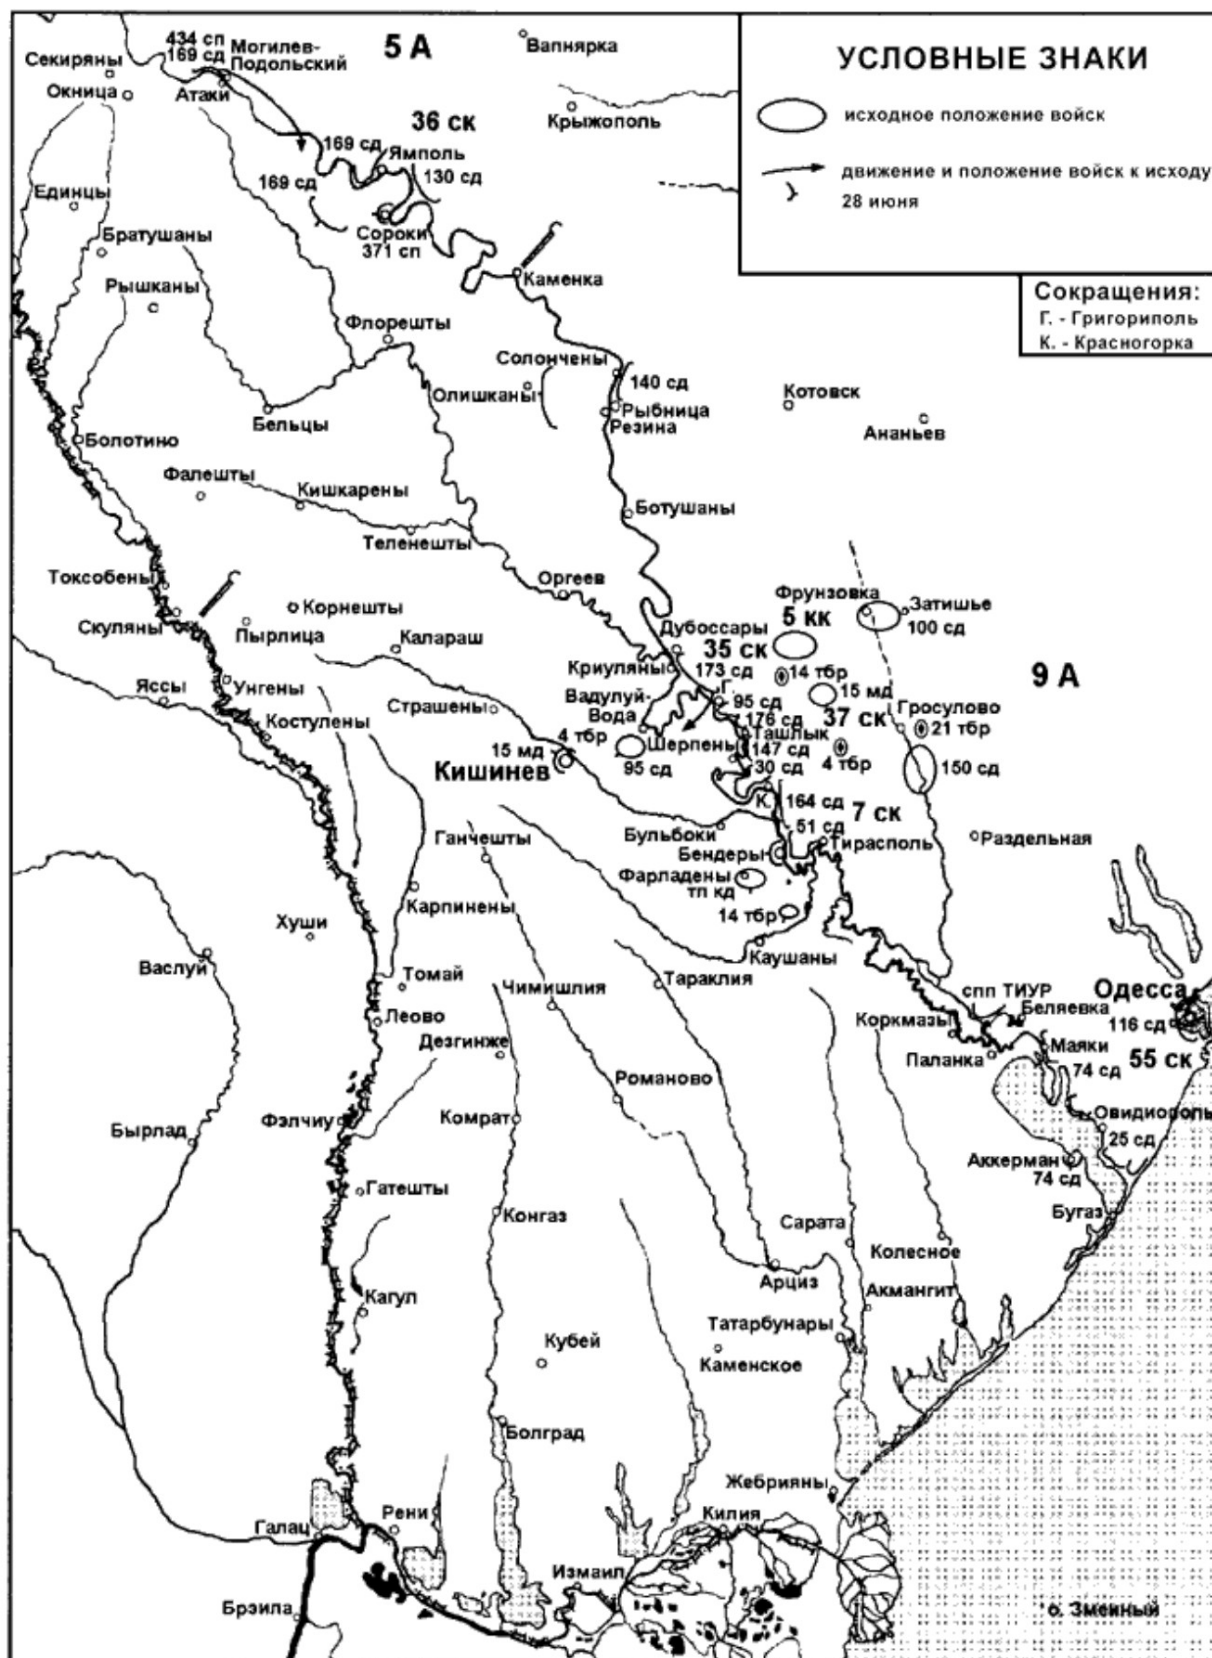 УСЛОВНЫЕ ЗНАКИ
исходное положение войск
движение и положение войск к исходу
28 июня
Сокращения:
Г. - Григориполь
К. - Красногорка
434 сп
169 сд
Могилев-
Подольский
5 А
Вапнярка
Секиряны
Окница
Атаки
Крыжополь
36 ск
169 сд
Ямполь
169 сд
130 сд
Единцы
Сороки
371 сп
Братушаны
Рышканы
Каменка
Флорешты
Солончены
140 сд
Олишканы
Рыбница
Резина
Котовск
Ананьев
Бельцы
Болотино
Фалешты
Кишкарены
Ботушаны
Теленешты
Токсобены
Оргеев
Корнешты
Скуляны
Пырлица
Калараш
Фрунзовка
Затишье
100 сд
5 кк
Дубоссары
35 ск
173 сд
14 тбр
Криуляны
9 А
Яссы
Унгены
Страшены
Вадулуй-
Вода
Г.
95 сд
15 мд
176 сд
37 ск
Гросулово
21 тбр
Костулены
Ташлык
4 тбр
15 мд
Шерпены
147 сд
4 тбр
Кишинев
95 сд
30 сд
150 сд
К.
164 сд
7 ск
51 сд
Бульбоки
Тирасполь
Раздельная
Ганчешты
Бендеры
Фарладены
тп кд
14 тбр
Карпинены
Хуши
Каушаны
Васлуй
Томай
Чимишлия
Тараклия
спп ТИУР
Одесса
Беляевка
116 сд
Леово
Коркмазы
Дезгинже
Паланка
Маяки
74 сд
55 ск
Романово
Фэлчиу
Комрат
Овидиополь
25 сд
Бырлад
Аккерман
74 сд
Гатешты
Конгаз
Сарата
Бугаз
Колесное
Арциз
Акмангит
Кагул
Татарбунары
Кубей
Каменское
Болград
Жебрияны
Галац
Рени
Килия
Измаил
Брэила
о. Змеиный